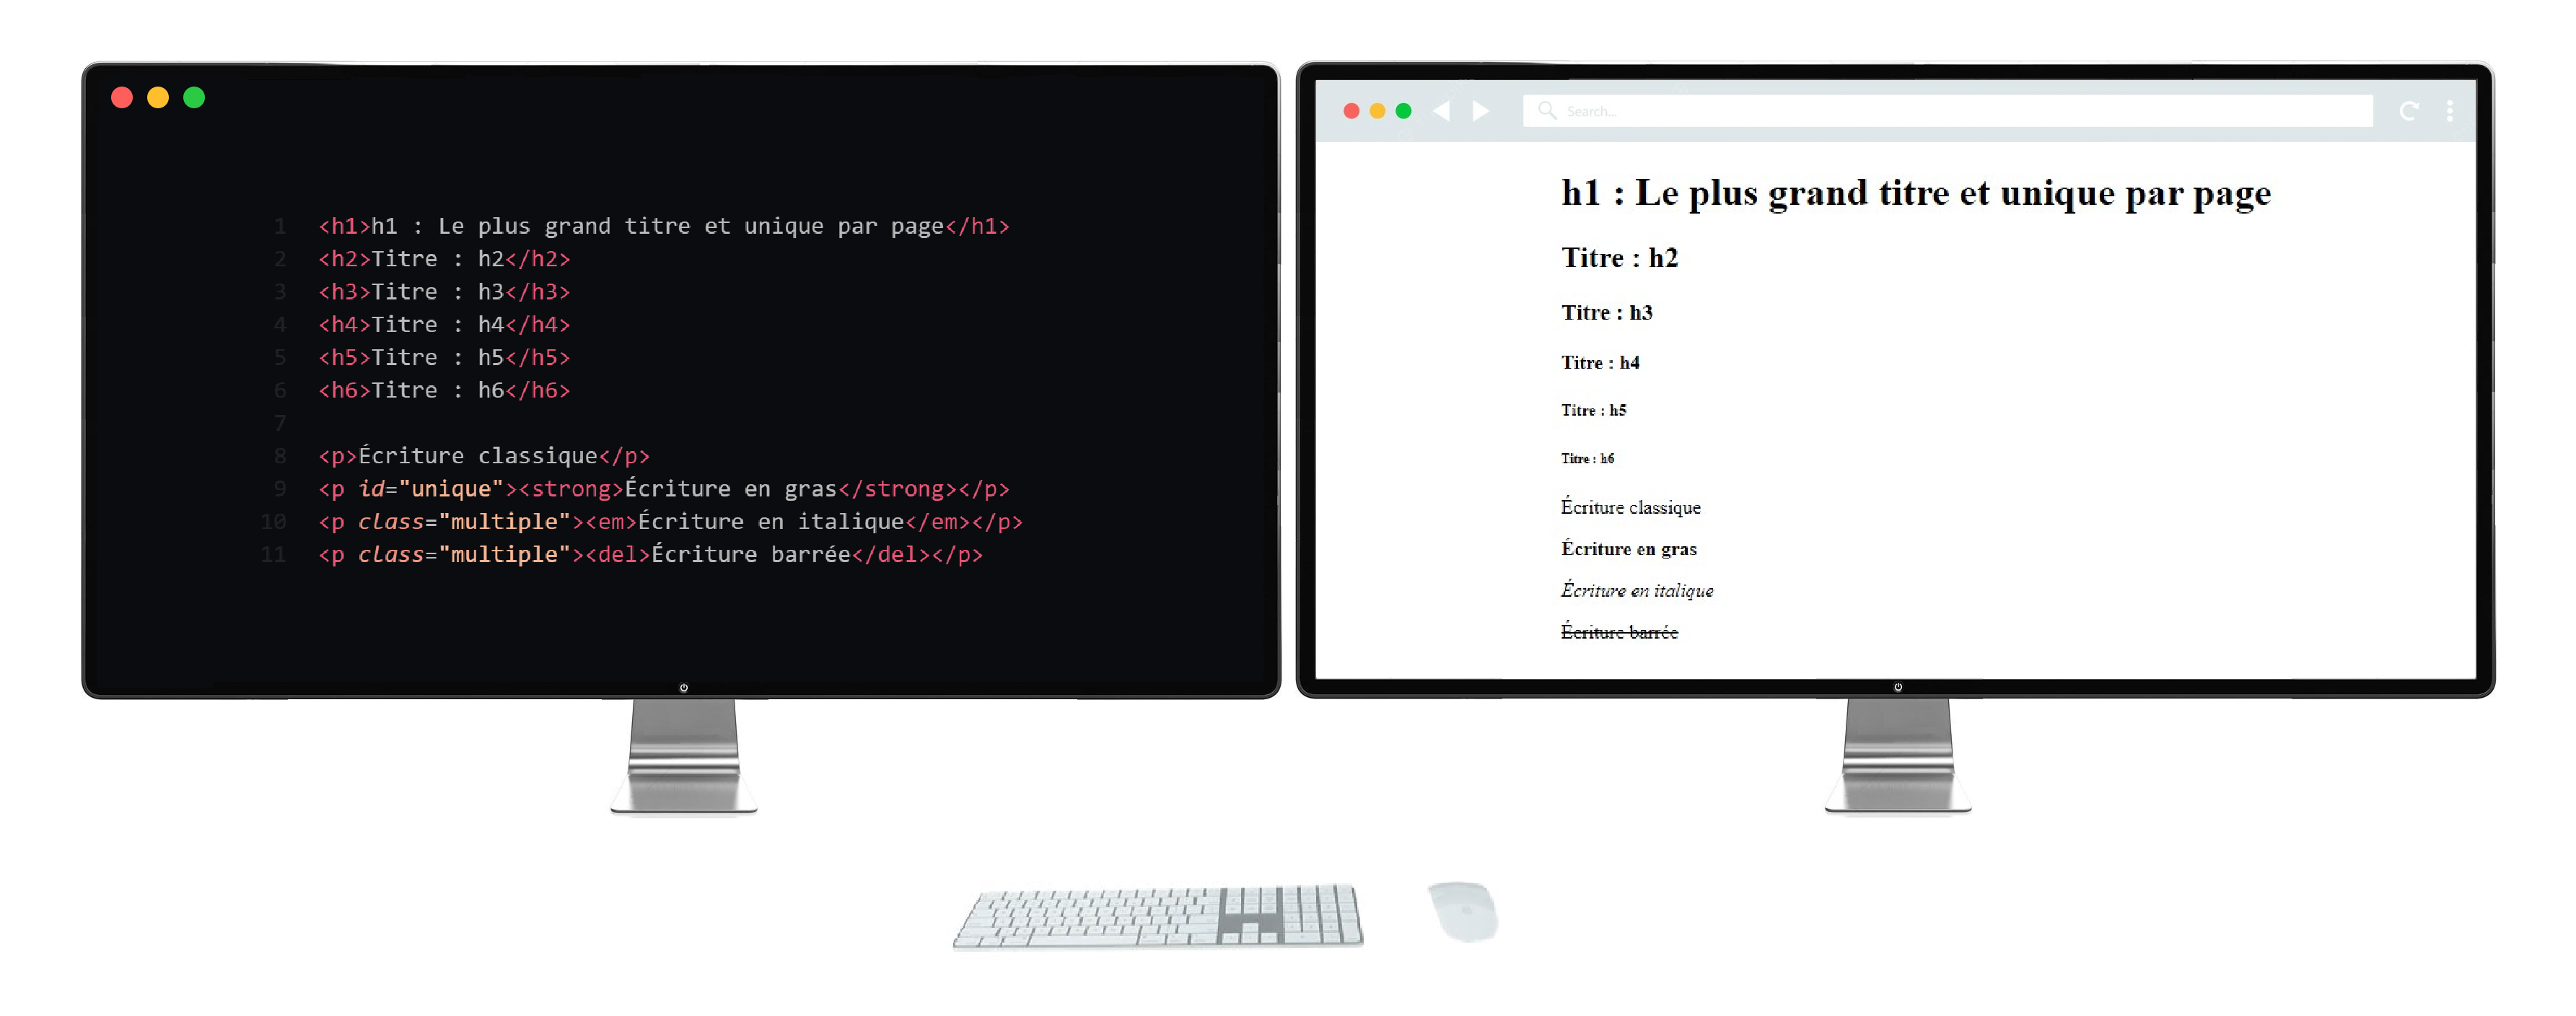 1 <h1>h1 : Le plus grand titre et unique par page</h1>
2 <h2>Titre : h2</h2>
3 <h3>Titre : h3</h3>
4 <h4>Titre : h4</h4>
5 <h5>Titre : h5</h5>
6 <h6>Titre : h6</h6>
7
8 <p>Écriture classique</p>
9 <p id="unique"><strong>Écriture en gras</strong></p>
10 <p class="multiple"><em>Écriture en italique</em></p>
11 <p class="multiple"><del>Écriture barrée</del></p>
Search...
h1 : Le plus grand titre et unique par page
Titre : h2
Titre : h3
Titre : h4
Titre : h5
Titre : h6
Écriture classique
Écriture en gras
Écriture en italique
Écriture barrée